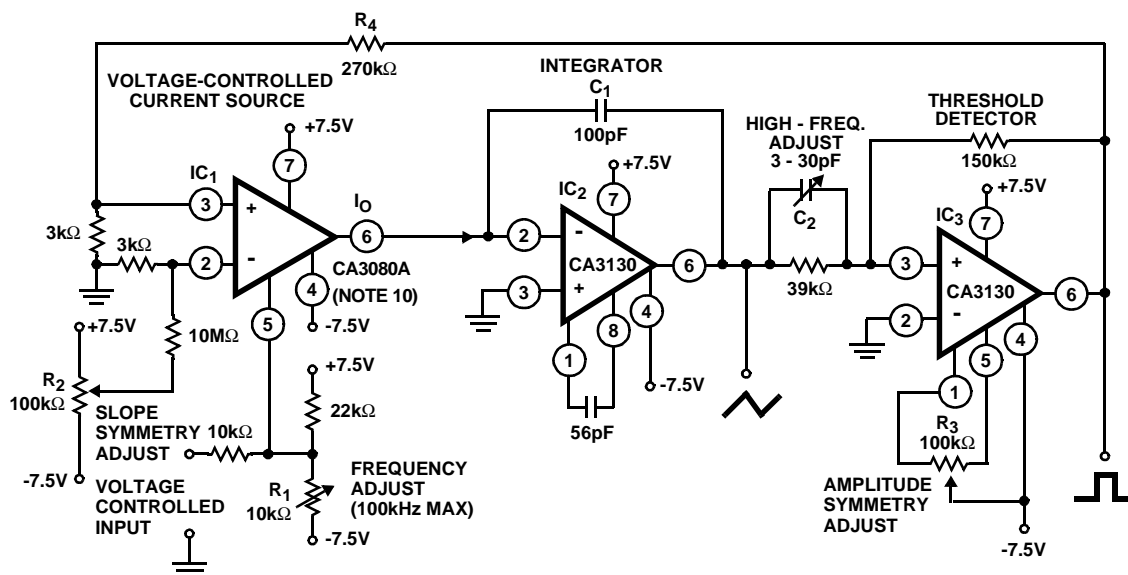 R4
270kΩ
VOLTAGE-CONTROLLED
CURRENT SOURCE
+7.5V
7
IC1
3
+
3kΩ
3kΩ
2
-
IO
6
CA3080A
(NOTE 10)
4
-7.5V
5
+7.5V
R2
100kΩ
-7.5V
10MΩ
SLOPE
SYMMETRY
ADJUST
10kΩ
VOLTAGE
CONTROLLED
INPUT
+7.5V
22kΩ
R1
10kΩ
FREQUENCY
ADJUST
(100kHz MAX)
-7.5V
INTEGRATOR
C1
100pF
+7.5V
IC2
7
2
-
CA3130
6
3
+
1
8
4
-7.5V
56pF
HIGH - FREQ.
ADJUST
3 - 30pF
C2
39kΩ
THRESHOLD
DETECTOR
150kΩ
+7.5V
IC3
7
3
+
CA3130
6
2
-
1
5
4
R3
100kΩ
AMPLITUDE
SYMMETRY
ADJUST
-7.5V